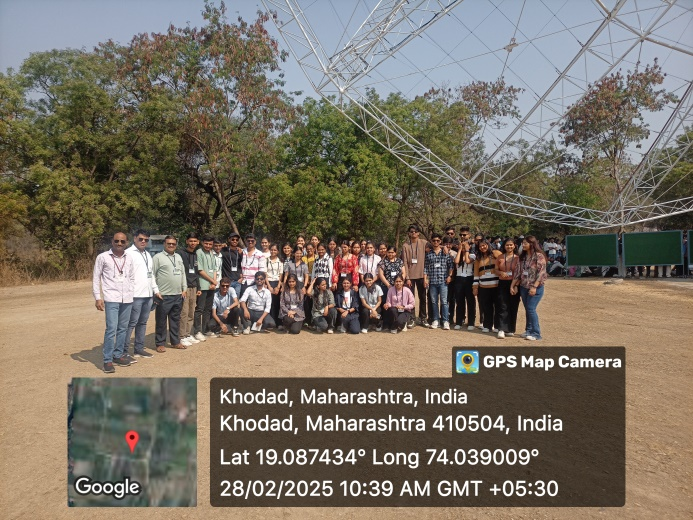 GPS Map Camera
Khodad, Maharashtra, India
Khodad, Maharashtra 410504, India
Lat 19.087434° Long 74.039009°
28/02/2025 10:39 AM GMT +05:30
Google